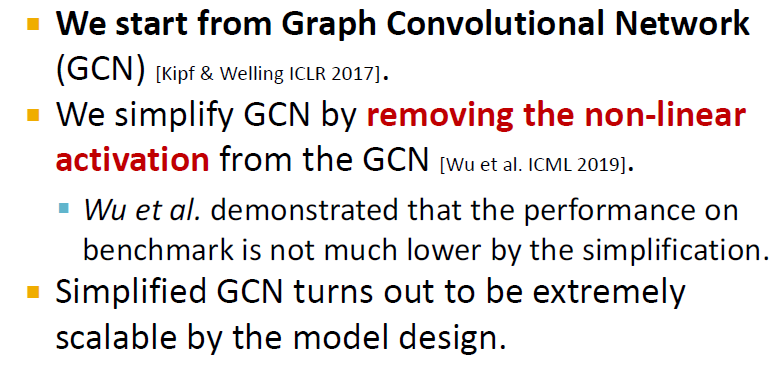 We start from Graph Convolutional Network
(GCN) [Kipf & Welling ICLR 2017].
We simplify GCN by removing the non-linear
activation from the GCN [Wu et al. ICML 2019].
Wu et al. demonstrated that the performance on
benchmark is not much lower by the simplification.
Simplified GCN turns out to be extremely
scalable by the model design.